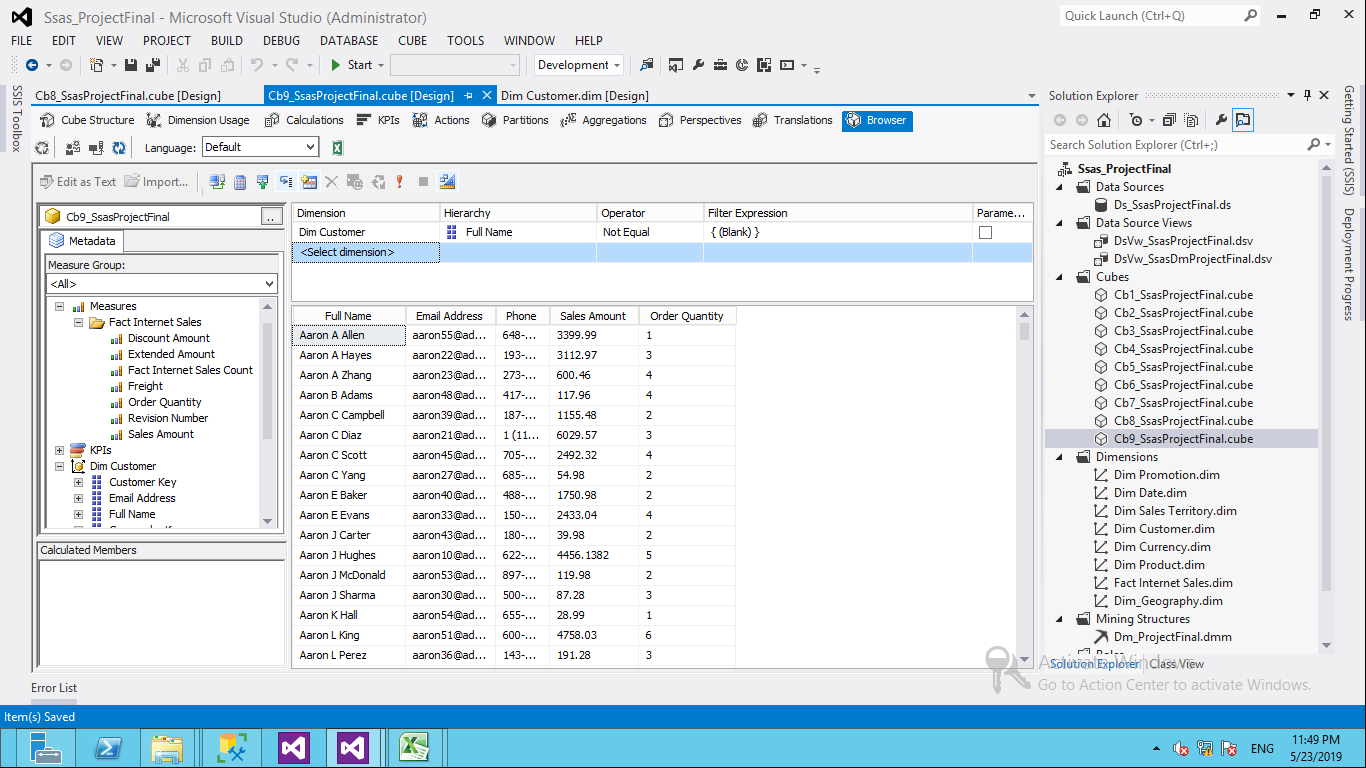 Ssas_ProjectFinal - Microsoft Visual Studio (Administrator)
Quick Launch (Ctrl+Q)
FILE EDIT VIEW PROJECT BUILD DEBUG DATABASE CUBE TOOLS WINDOW HELP
Start Development
SSIS Toolbox
Cb8_SsasProjectFinal.cube [Design] Cb9_SsasProjectFinal.cube [Design] Dim Customer.dim [Design]
Cube Structure Dimension Usage Calculations KPIs Actions Partitions Aggregations Perspectives Translations Browser
Language: Default
Edit as Text Import...
Cb9_SsasProjectFinal ..
Metadata
Measure Group:
<All>
Measures
Fact Internet Sales
Discount Amount
Extended Amount
Fact Internet Sales Count
Freight
Order Quantity
Revision Number
Sales Amount
KPIs
Dim Customer
Customer Key
Email Address
Full Name
Calculated Members
Dimension Hierarchy Operator Filter Expression Parame...
Dim Customer Full Name Not Equal { (Blank) }
<Select dimension>
Full Name Email Address Phone Sales Amount Order Quantity
Aaron A Allen aaron55@ad... 648-... 3399.99 1
Aaron A Hayes aaron22@ad... 193-... 3112.97 3
Aaron A Zhang aaron23@ad... 273-... 600.46 4
Aaron B Adams aaron48@ad... 417-... 117.96 4
Aaron C Campbell aaron39@ad... 187-... 1155.48 2
Aaron C Diaz aaron21@ad... 1 (11... 6029.57 3
Aaron C Scott aaron45@ad... 705-... 2492.32 4
Aaron C Yang aaron27@ad... 685-... 54.98 2
Aaron E Baker aaron40@ad... 488-... 1750.98 2
Aaron E Evans aaron33@ad... 150-... 2433.04 4
Aaron J Carter aaron43@ad... 180-... 39.98 2
Aaron J Hughes aaron10@ad... 622-... 4456.1382 5
Aaron J McDonald aaron53@ad... 897-... 119.98 2
Aaron J Sharma aaron30@ad... 500-... 87.28 3
Aaron K Hall aaron54@ad... 655-... 28.99 1
Aaron L King aaron51@ad... 600-... 4758.03 6
Aaron L Perez aaron36@ad... 143-... 191.28 3
Solution Explorer
Search Solution Explorer (Ctrl+;)
Ssas_ProjectFinal
Data Sources
Ds_SsasProjectFinal.ds
Data Source Views
DsVw_SsasProjectFinal.dsv
DsVw_SsasDmProjectFinal.dsv
Cubes
Cb1_SsasProjectFinal.cube
Cb2_SsasProjectFinal.cube
Cb3_SsasProjectFinal.cube
Cb4_SsasProjectFinal.cube
Cb5_SsasProjectFinal.cube
Cb6_SsasProjectFinal.cube
Cb7_SsasProjectFinal.cube
Cb8_SsasProjectFinal.cube
Cb9_SsasProjectFinal.cube
Dimensions
Dim Promotion.dim
Dim Date.dim
Dim Sales Territory.dim
Dim Customer.dim
Dim Currency.dim
Dim Product.dim
Fact Internet Sales.dim
Dim_Geography.dim
Mining Structures
Dm_ProjectFinal.dmm
Solution Explorer Class View
Activate Windows
Go to Action Center to activate Windows.
Getting Started (SSIS)
Deployment Progress
Error List
Item(s) Saved
ENG
11:49 PM
5/23/2019